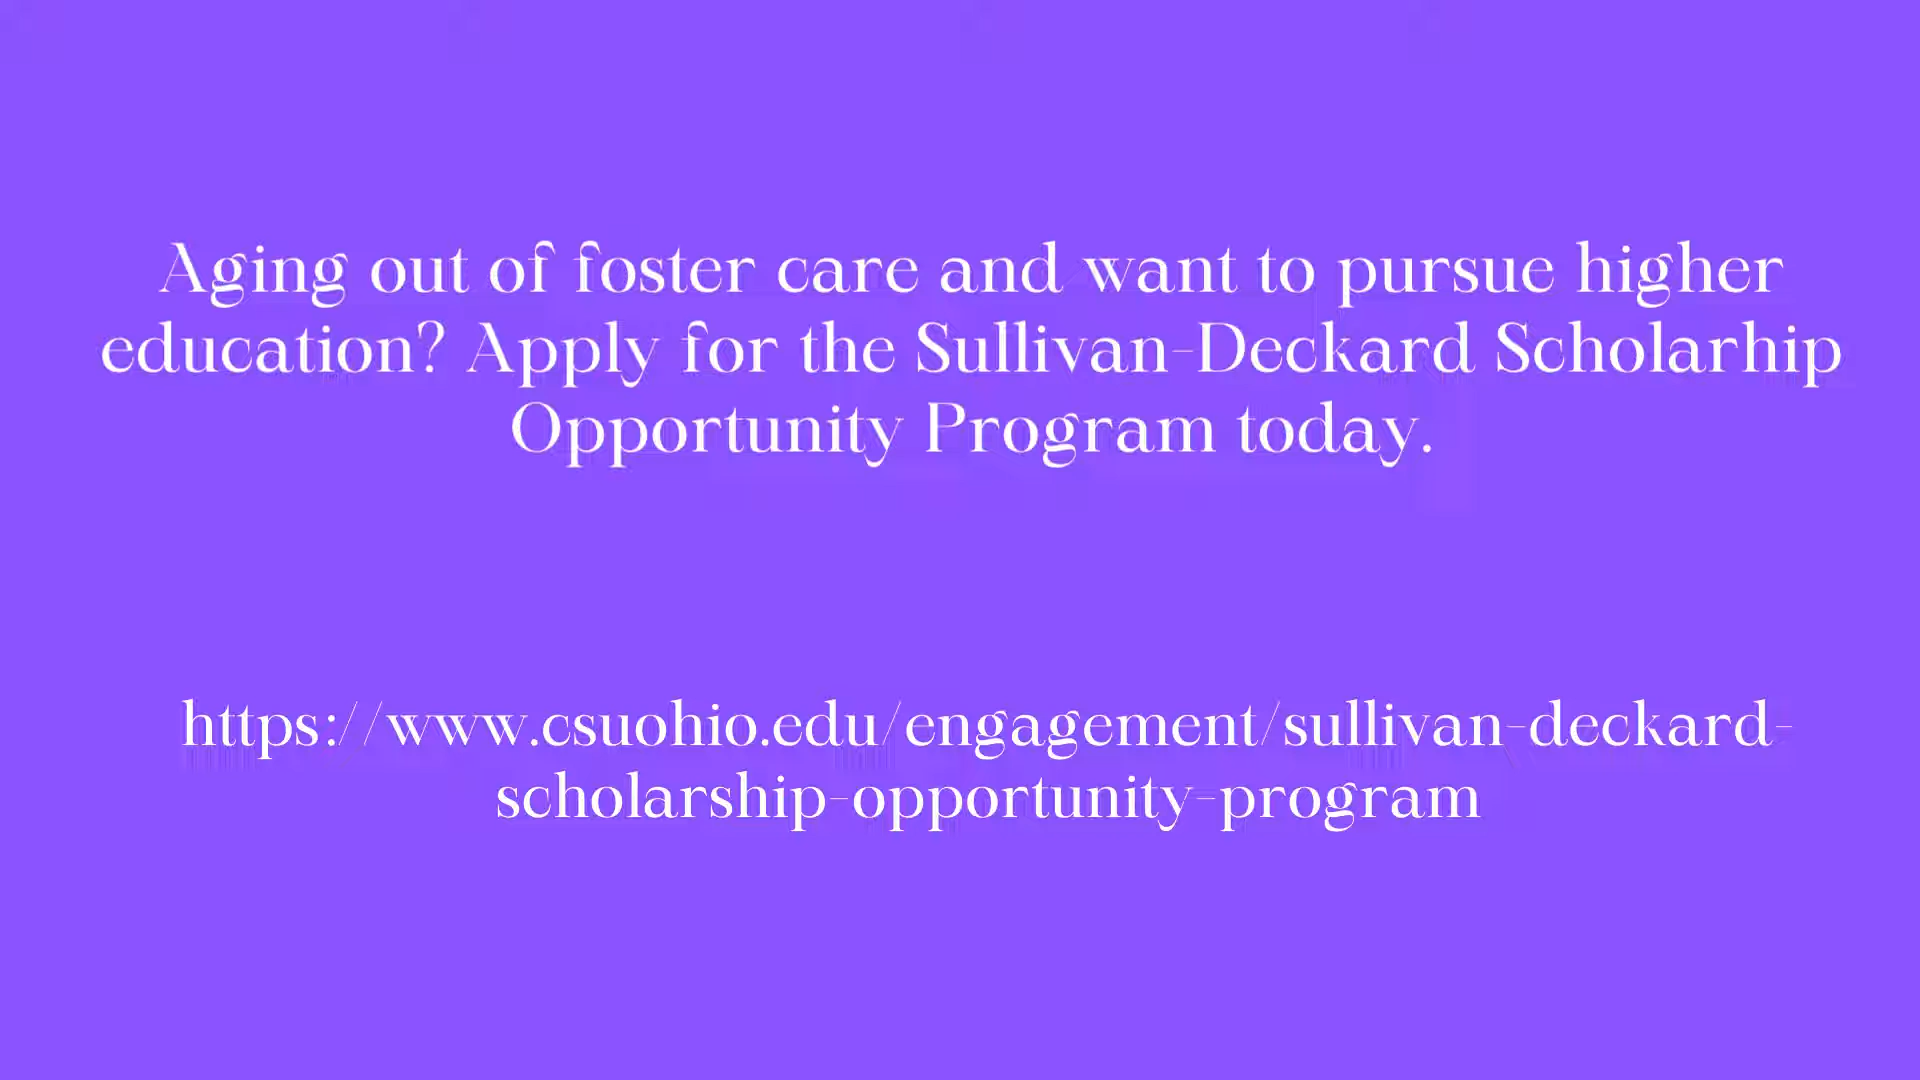 Aging out of foster care and want to pursue higher
education? Apply for the Sullivan-Deckard Scholarhip
Opportunity Program today.
https://www.csuohio.edu/engagement/sullivan-deckard-
scholarship-opportunity-program